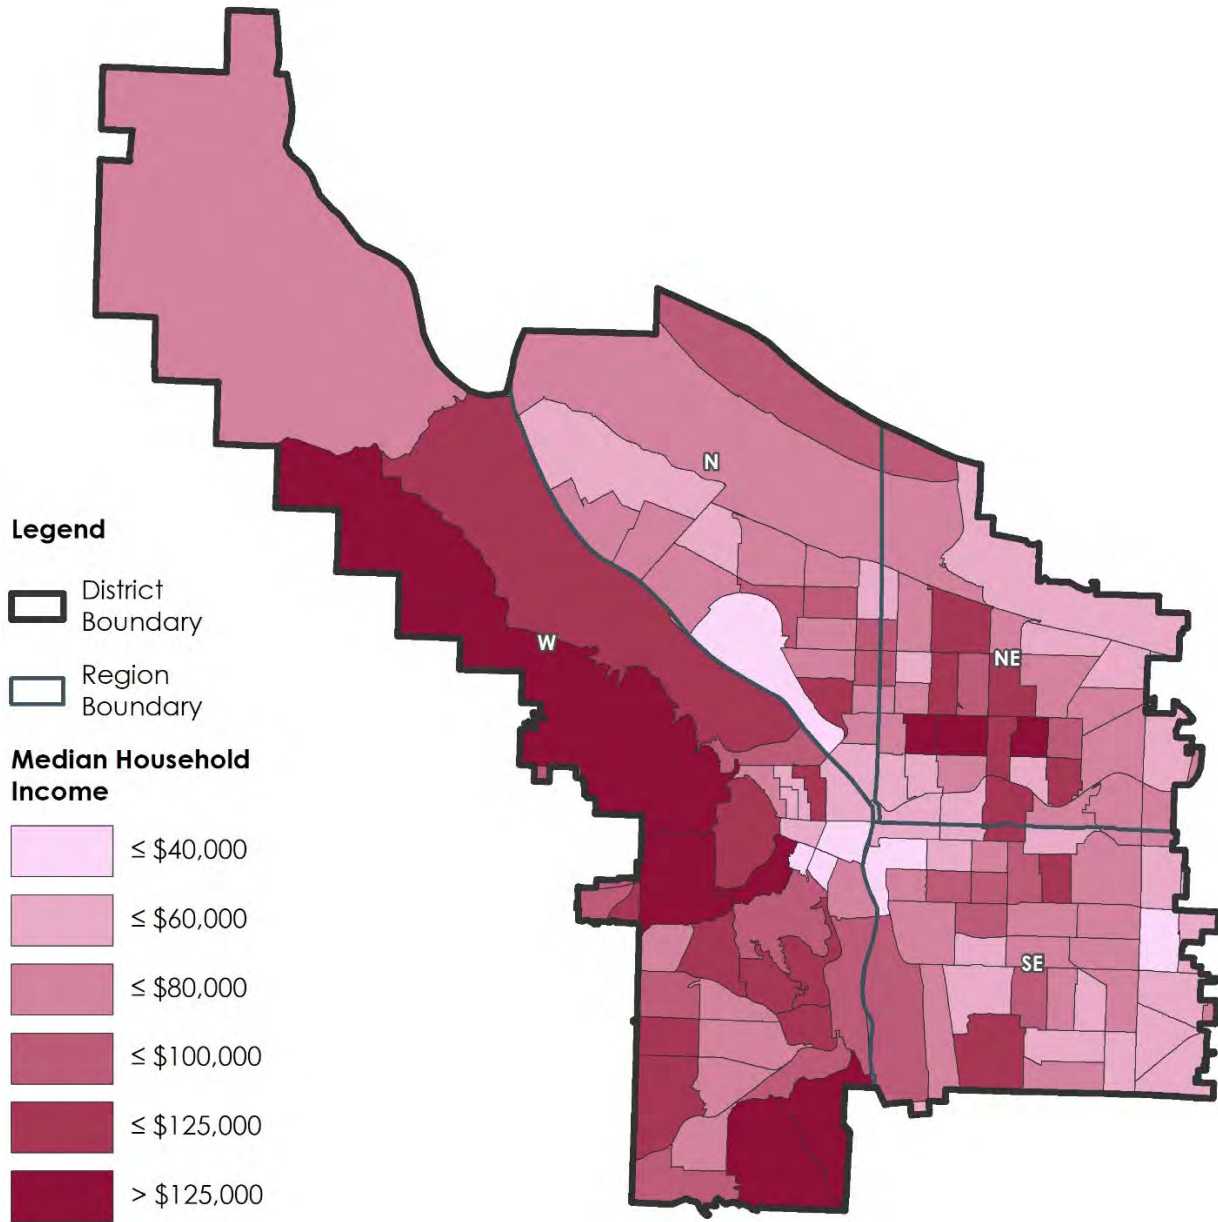 N
Legend
District
Boundary
W
NE
Region
Boundary
Median Household
Income
≤ $40,000
≤ $60,000
SE
≤ $80,000
≤ $100,000
≤ $125,000
> $125,000